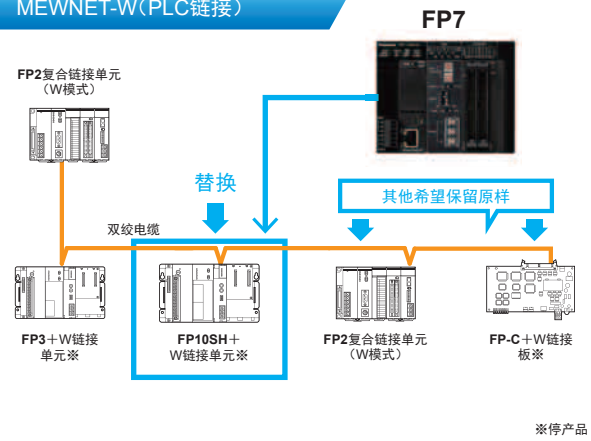 MEWNET-W（PLC链接）
FP7
FP2复合链接单元
（W模式）
替换
其他希望保留原样
双绞电缆
FP3＋W链接
单元※
FP10SH＋
W链接单元※
FP2复合链接单元
（W模式）
FP-C＋W链接
板※
※停产品